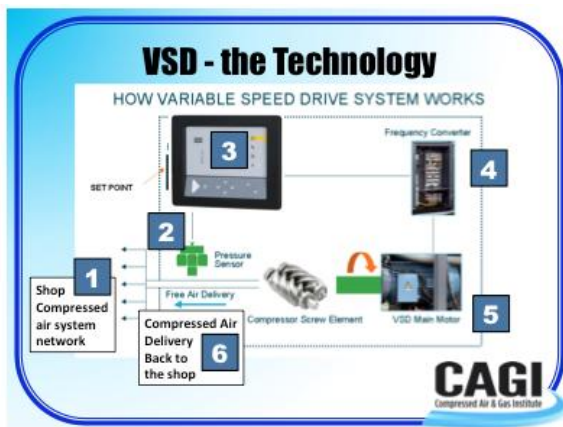 VSD - the Technology
HOW VARIABLE SPEED DRIVE SYSTEM WORKS
3
Frequency Converter
4
SET POINT
2
Pressure
Sensor
1
Shop
Compressed
air system
network
Free Air Delivery
Compressor Screw Element
VSD Main Motor
5
Compressed Air
Delivery
Back to
the shop
6
CAGI
Compressed Air & Gas Institute